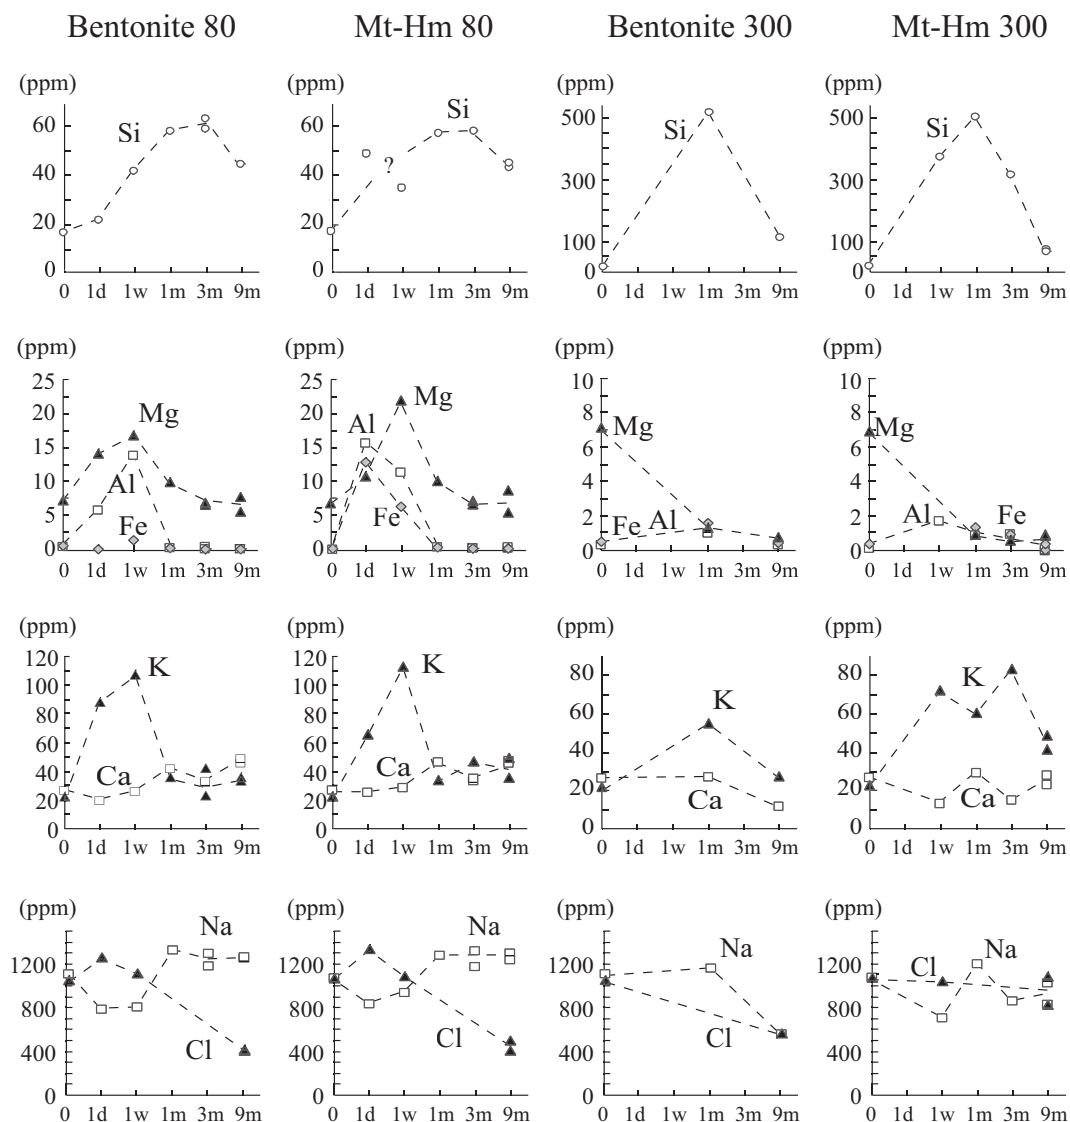 Bentonite 80 Mt-Hm 80 Bentonite 300 Mt-Hm 300
(ppm) (ppm) (ppm) (ppm)
60 Si
40
20
0
0 1d 1w 1m 3m 9m
60 Si
40 ?
20
0
0 1d 1w 1m 3m 9m
500 Si
300
100
0
0 1d 1w 1m 3m 9m
500 Si
300
100
0
0 1d 1w 1m 3m 9m
(ppm) (ppm) (ppm) (ppm)
25
20 Mg
15
10 Al
5 Fe
0
0 1d 1w 1m 3m 9m
25
20 Al Mg
15
10
5 Fe
0
0 1d 1w 1m 3m 9m
10
8
6 Mg
4
2 Fe Al
0
0 1d 1w 1m 3m 9m
10
8
6 Mg
4
2 Al Fe
0
0 1d 1w 1m 3m 9m
(ppm) (ppm) (ppm) (ppm)
120 K
100
80
60
40 Ca
20
0
0 1d 1w 1m 3m 9m
120 K
100
80
60
40 Ca
20
0
0 1d 1w 1m 3m 9m
80
60 K
40
20 Ca
0
0 1d 1w 1m 3m 9m
80 K
60
40
20 Ca
0
0 1d 1w 1m 3m 9m
(ppm) (ppm) (ppm) (ppm)
Na
1200
800
400 Cl
0
0 1d 1w 1m 3m 9m
Na
1200
800
400 Cl
0
0 1d 1w 1m 3m 9m
Na
1200
800
400 Cl
0
0 1d 1w 1m 3m 9m
Cl Na
1200
800
400
0
0 1d 1w 1m 3m 9m